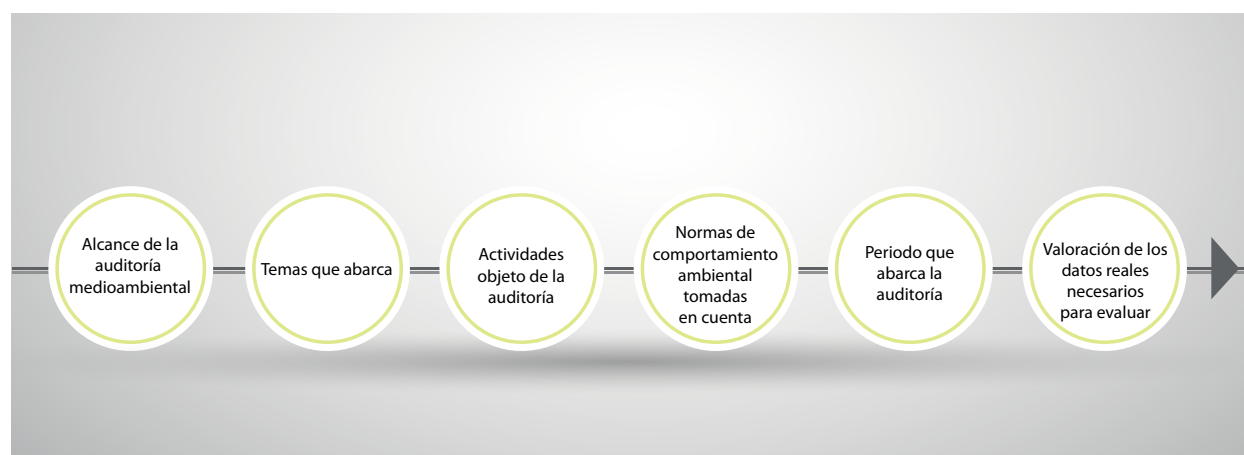 Alcance de la
auditoría
medioambiental
Temas que abarca
Actividades
objeto de la
auditoría
Normas de
comportamiento
ambiental
tomadas
en cuenta
Periodo que
abarca la
auditoría
Valoración de los
datos reales
necesarios
para evaluar